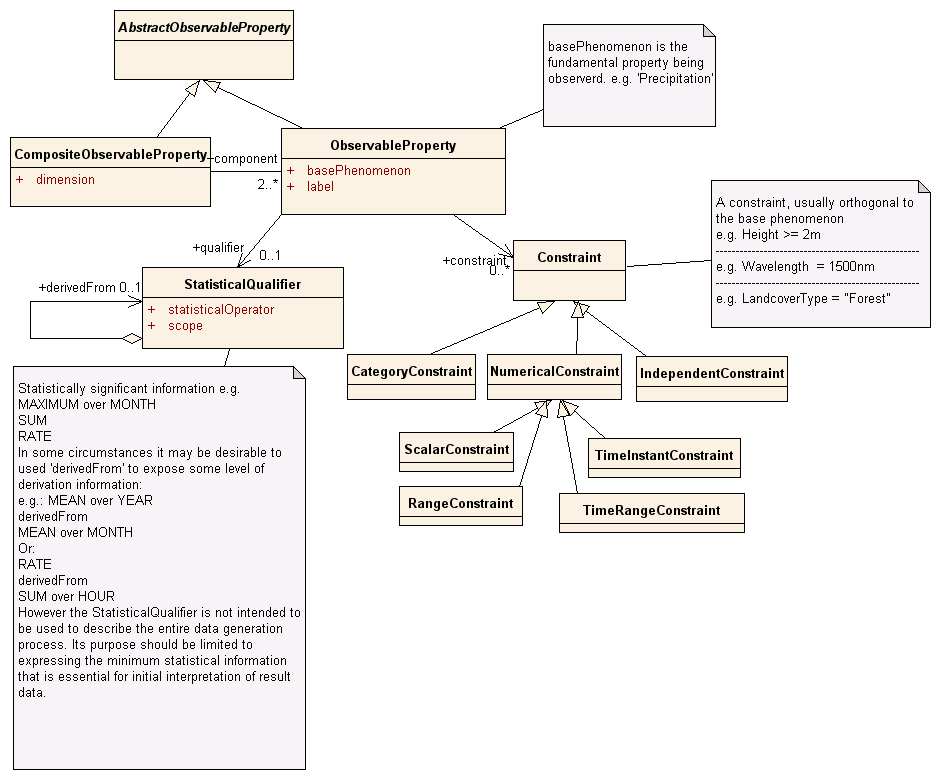 AbstractObservableProperty
basePhenomenon is the
fundamental property being
observerd. e.g. 'Precipitation'
CompositeObservableProperty
+ dimension
+component
2..*
ObservableProperty
+ basePhenomenon
+ label
A constraint, usually orthogonal to
the base phenomenon
e.g. Height >= 2m
--------------------------------------------------
e.g. Wavelength = 1500nm
--------------------------------------------------
e.g. LandcoverType = "Forest"
+qualifier
0..1
+constraint
0..*
Constraint
+derivedFrom 0..1
StatisticalQualifier
+ statisticalOperator
+ scope
CategoryConstraint
NumericalConstraint
IndependentConstraint
ScalarConstraint
TimeInstantConstraint
RangeConstraint
TimeRangeConstraint
Statistically significant information e.g.
MAXIMUM over MONTH
SUM
RATE
In some circumstances it may be desirable to
used 'derivedFrom' to expose some level of
derivation information:
e.g.: MEAN over YEAR
derivedFrom
MEAN over MONTH
Or:
RATE
derivedFrom
SUM over HOUR
However the StatisticalQualifier is not intended to
be used to describe the entire data generation
process. Its purpose should be limited to
expressing the minimum statistical information
that is essential for initial interpretation of result
data.